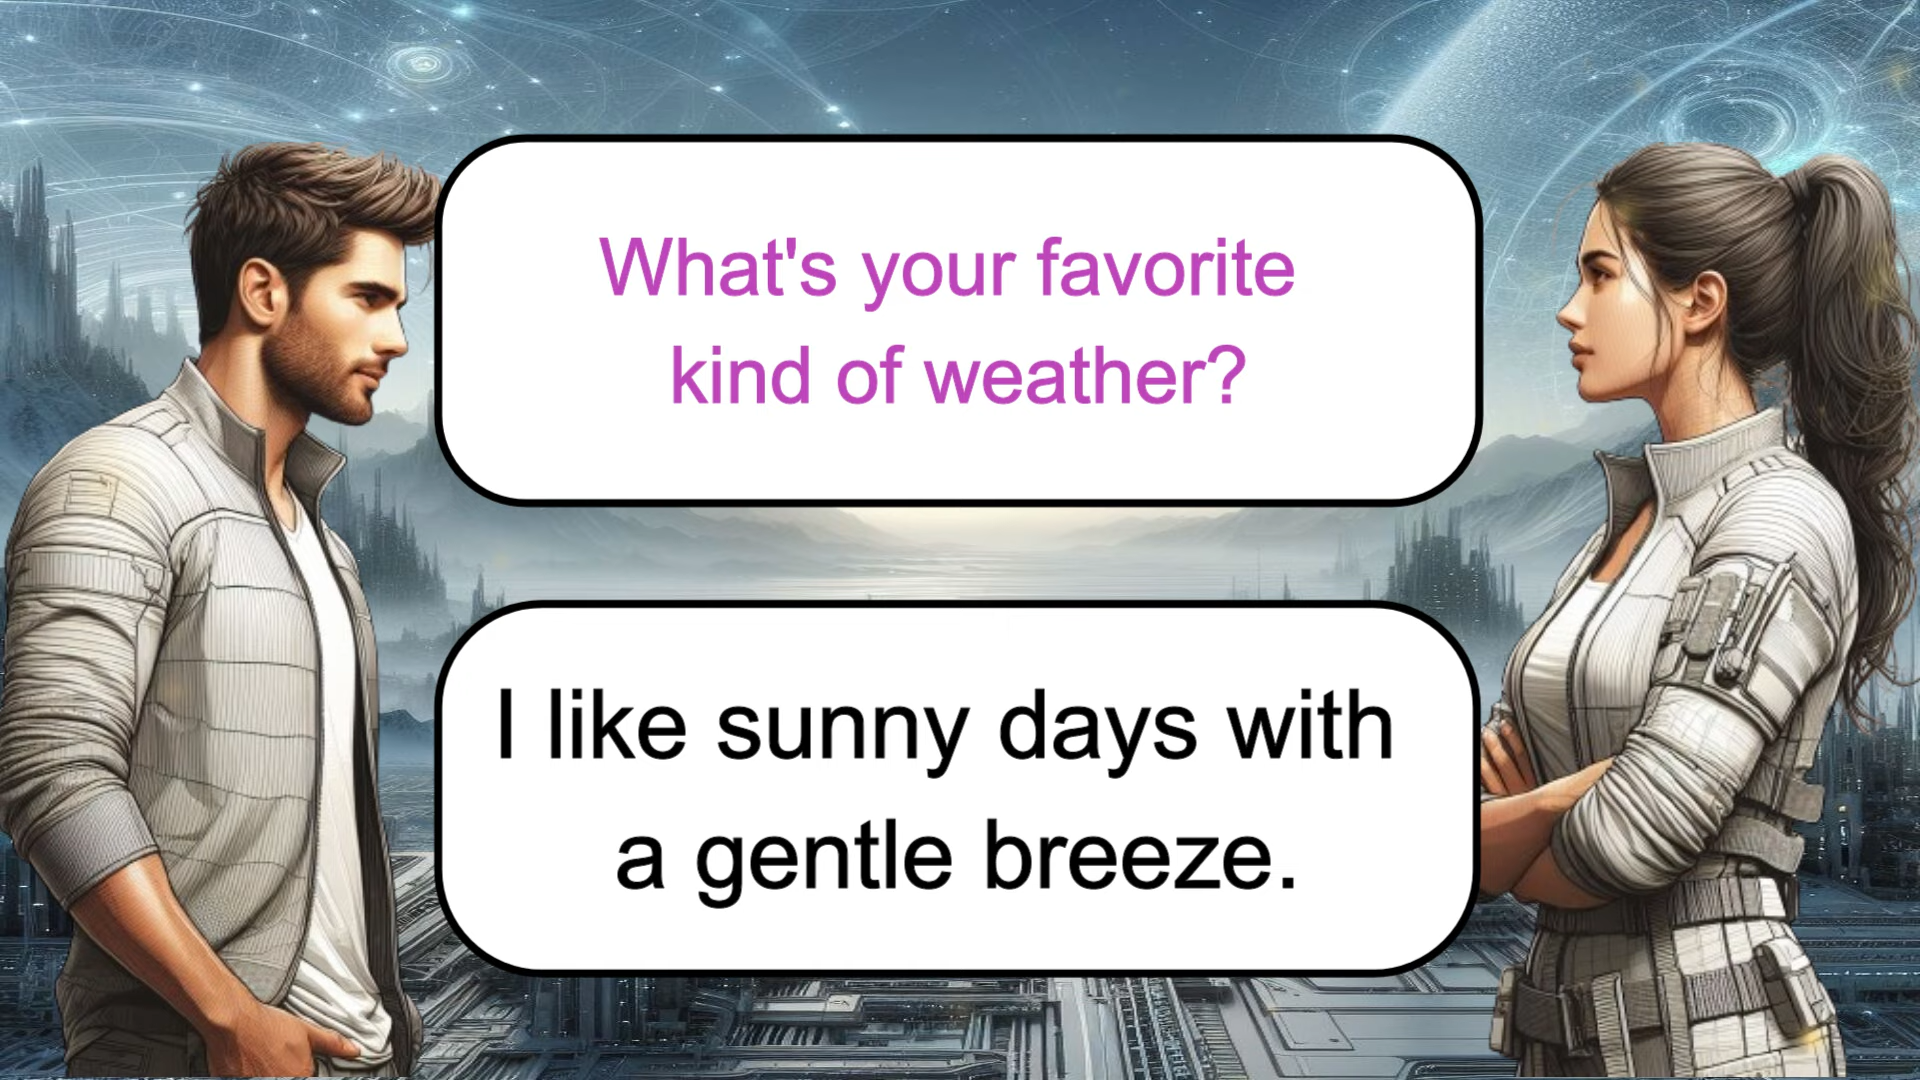 What's your favorite
kind of weather?
I like sunny days with
a gentle breeze.